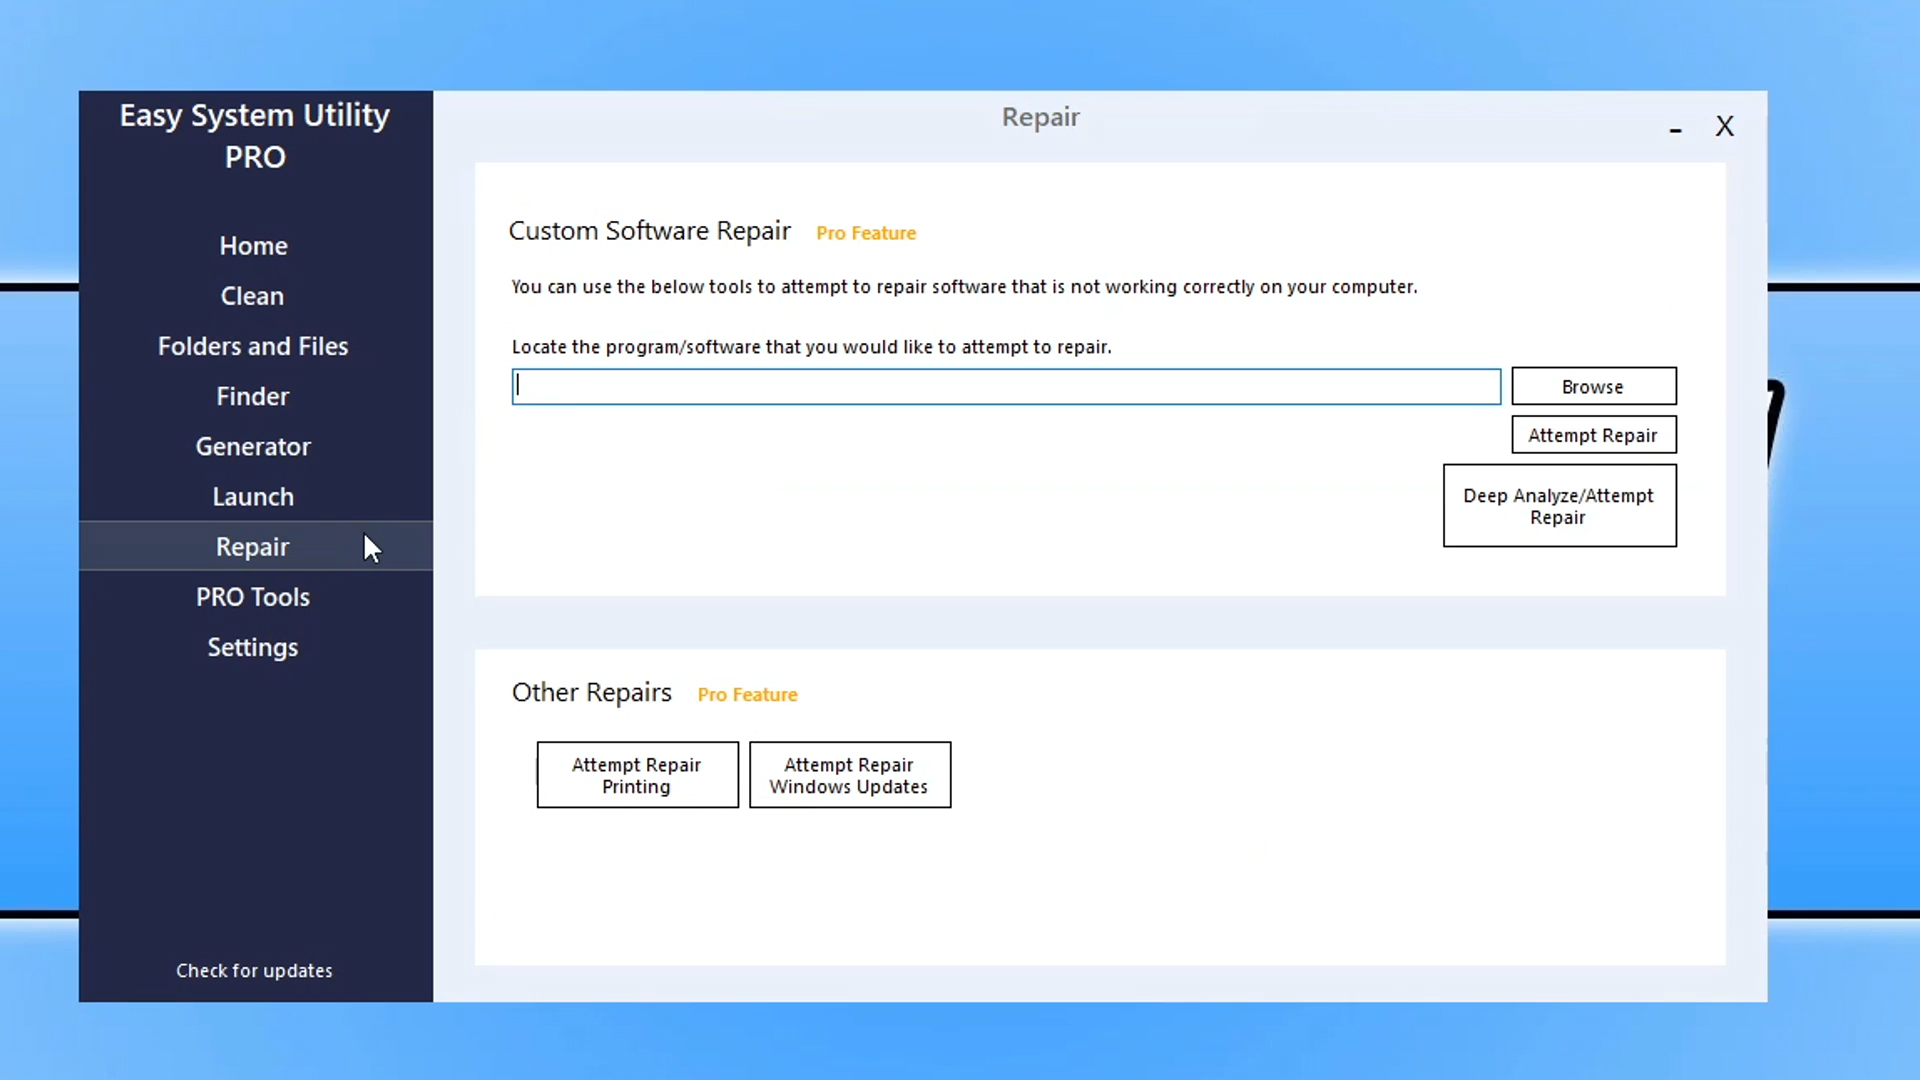 Easy System Utility
PRO
Home
Clean
Folders and Files
Finder
Generator
Launch
Repair
PRO Tools
Settings
Check for updates
Repair
- X
Custom Software Repair Pro Feature
You can use the below tools to attempt to repair software that is not working correctly on your computer.
Locate the program/software that you would like to attempt to repair.
Browse
Attempt Repair
Deep Analyze/Attempt
Repair
Other Repairs Pro Feature
Attempt Repair
Printing
Attempt Repair
Windows Updates